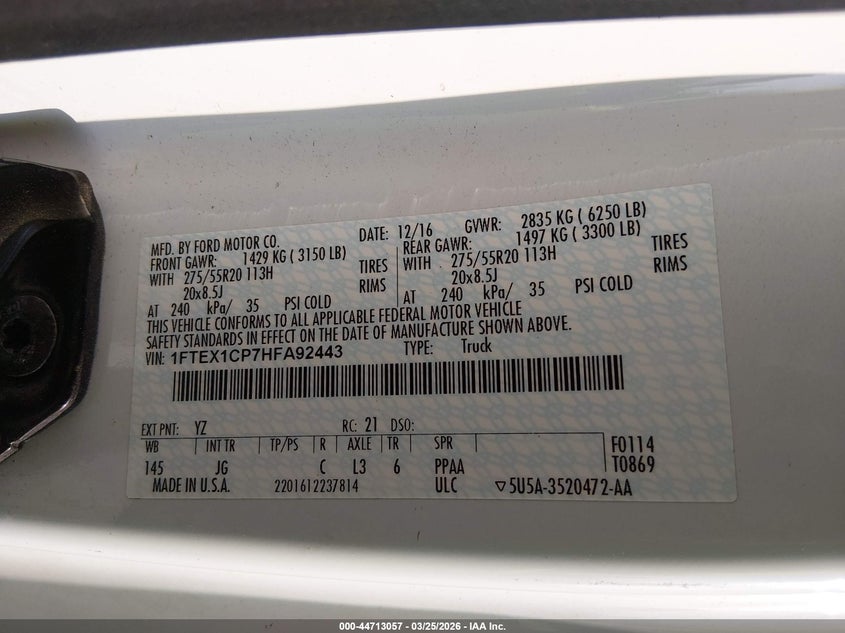 MFD. BY FORD MOTOR CO. DATE: 12/16 GVWR: 2835 KG ( 6250 LB)
FRONT GAWR: 1429 KG ( 3150 LB) REAR GAWR: 1497 KG ( 3300 LB)
WITH 275/55R20 113H TIRES WITH 275/55R20 113H TIRES
20x8.5J RIMS 20x8.5J RIMS
AT 240 kPa/ 35 PSI COLD AT 240 kPa/ 35 PSI COLD
THIS VEHICLE CONFORMS TO ALL APPLICABLE FEDERAL MOTOR VEHICLE
SAFETY STANDARDS IN EFFECT ON THE DATE OF MANUFACTURE SHOWN ABOVE.
VIN: 1FTEX1CP7HFA92443 TYPE: Truck
EXT PNT: YZ RC: 21 DSO:
WB INT TR TP/PS R AXLE TR SPR F0114
145 JG C L3 6 PPAA T0869
MADE IN U.S.A. 2201612237814 ULC ▽5U5A-3520472-AA
000-44713057 - 03/25/2026 - IAA Inc.